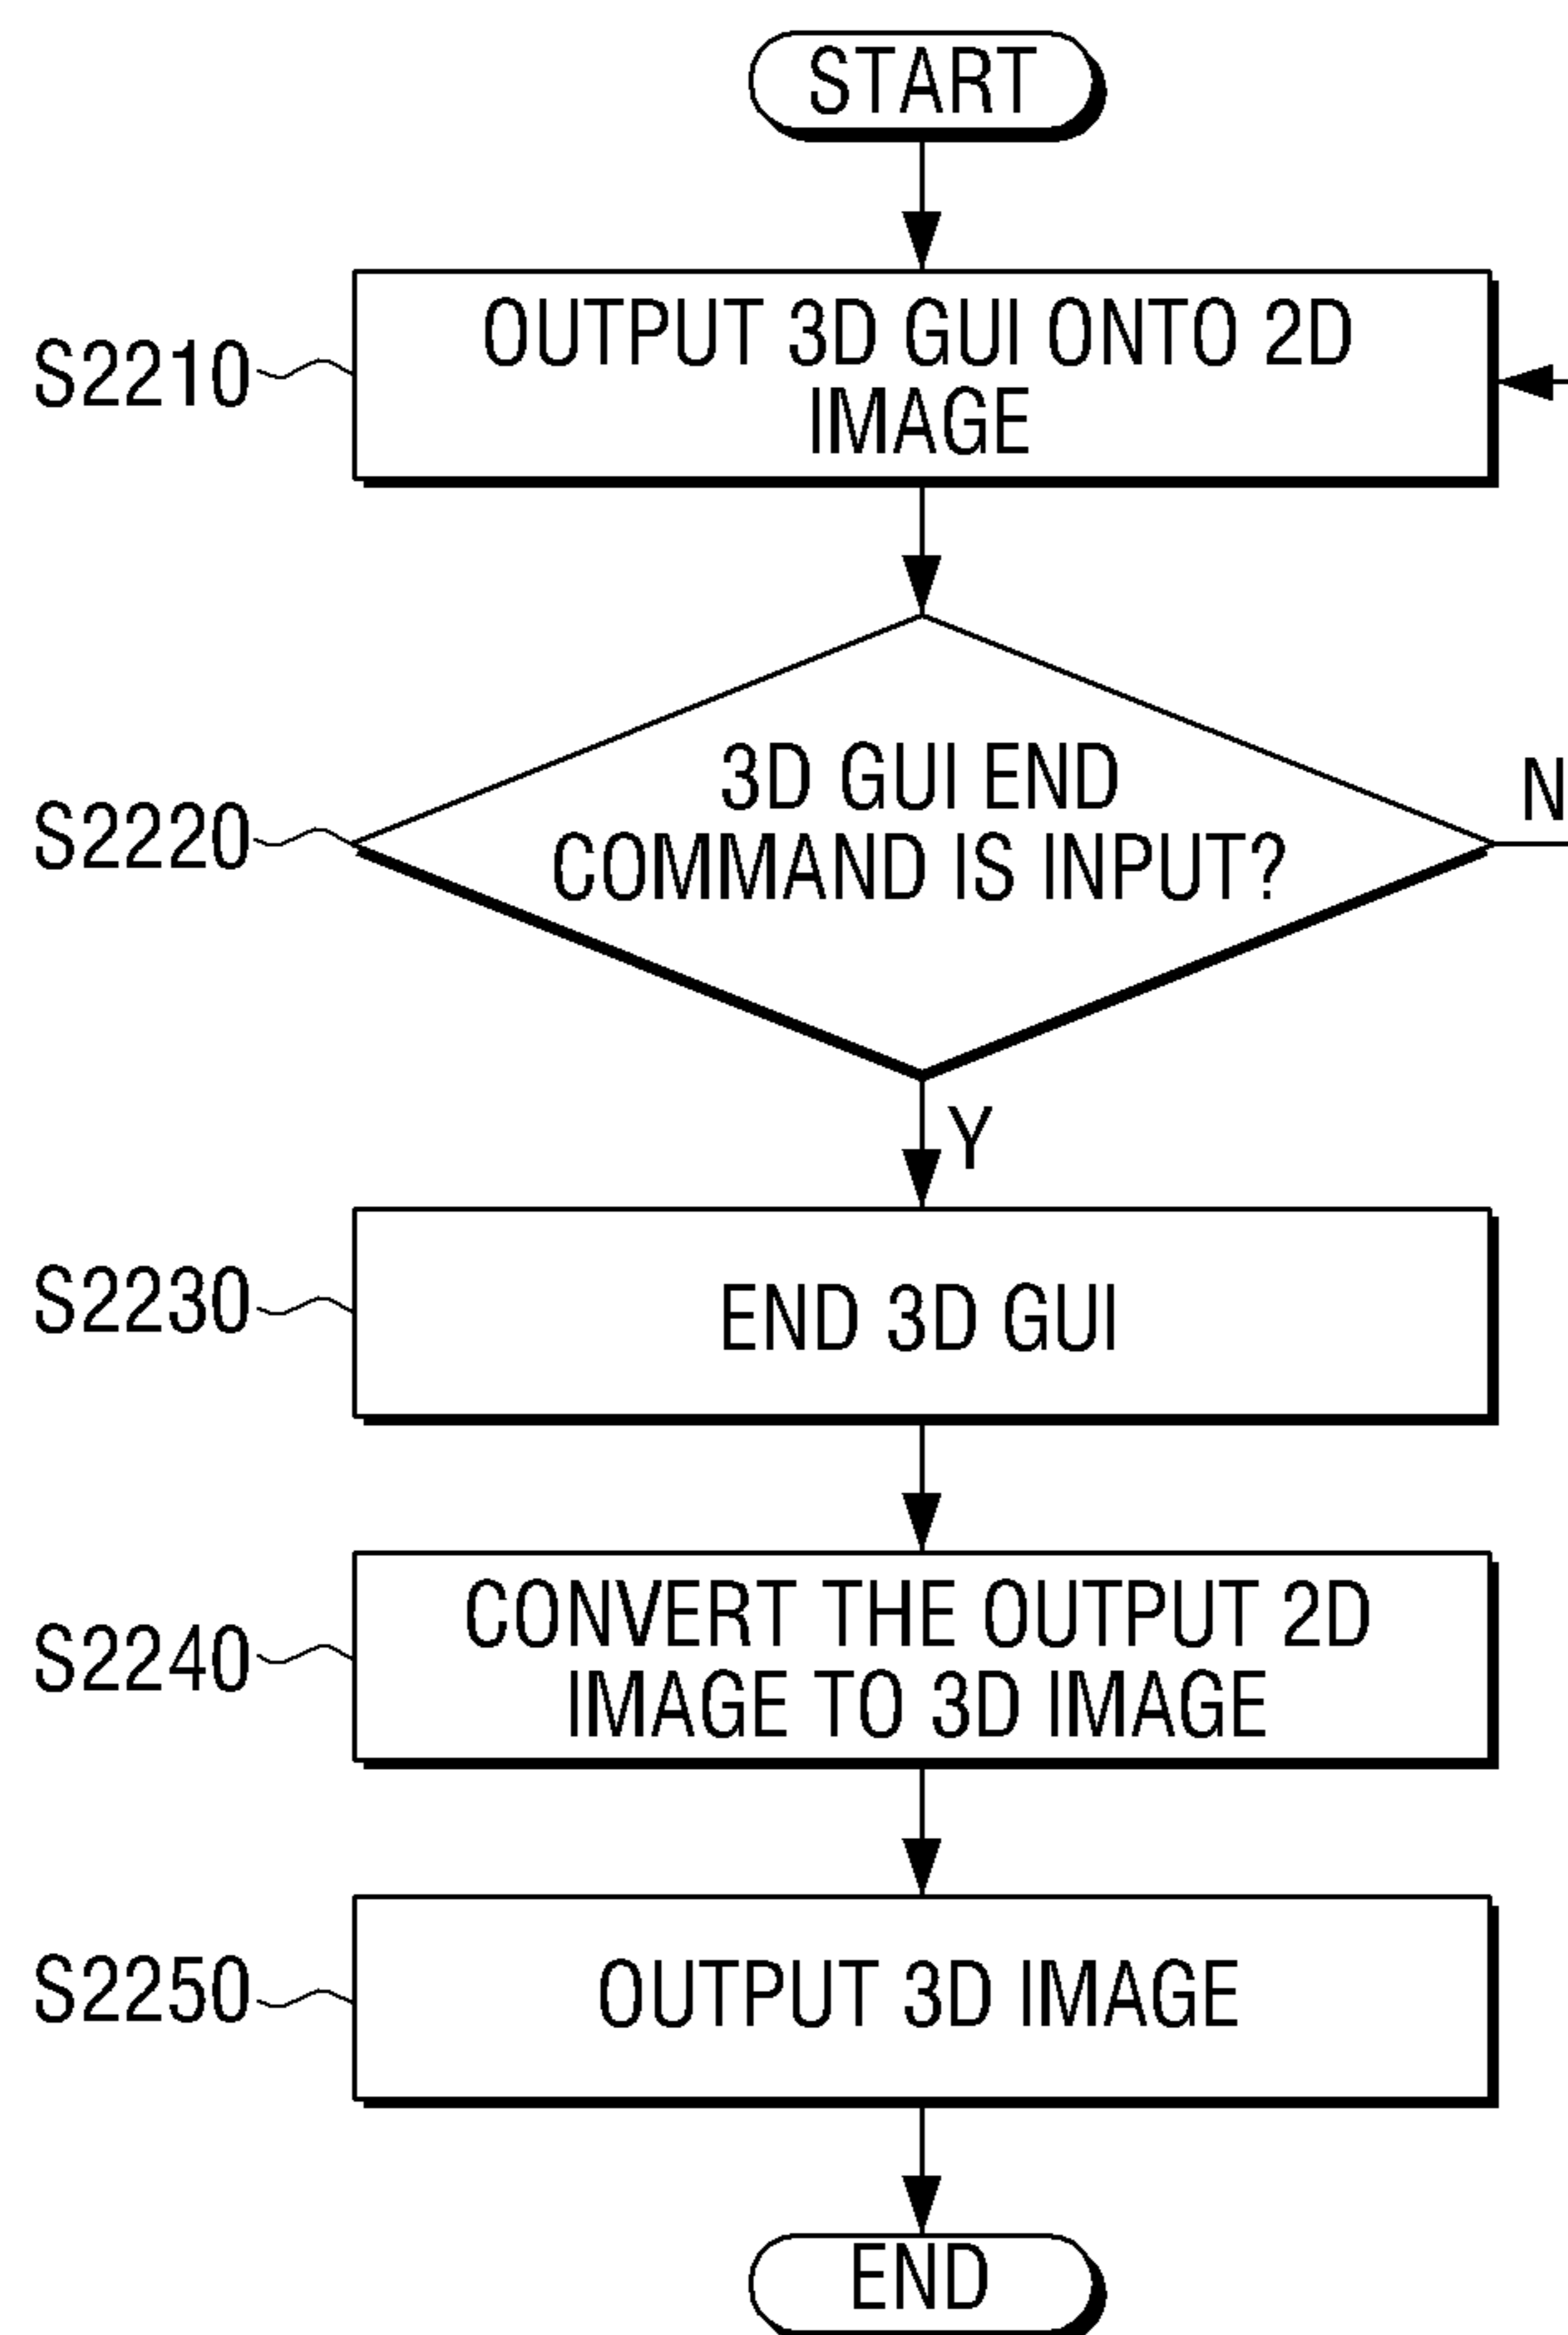 START
S2210
OUTPUT 3D GUI ONTO 2D
IMAGE
S2220
3D GUI END
COMMAND IS INPUT?
N
Y
S2230
END 3D GUI
S2240
CONVERT THE OUTPUT 2D
IMAGE TO 3D IMAGE
S2250
OUTPUT 3D IMAGE
END